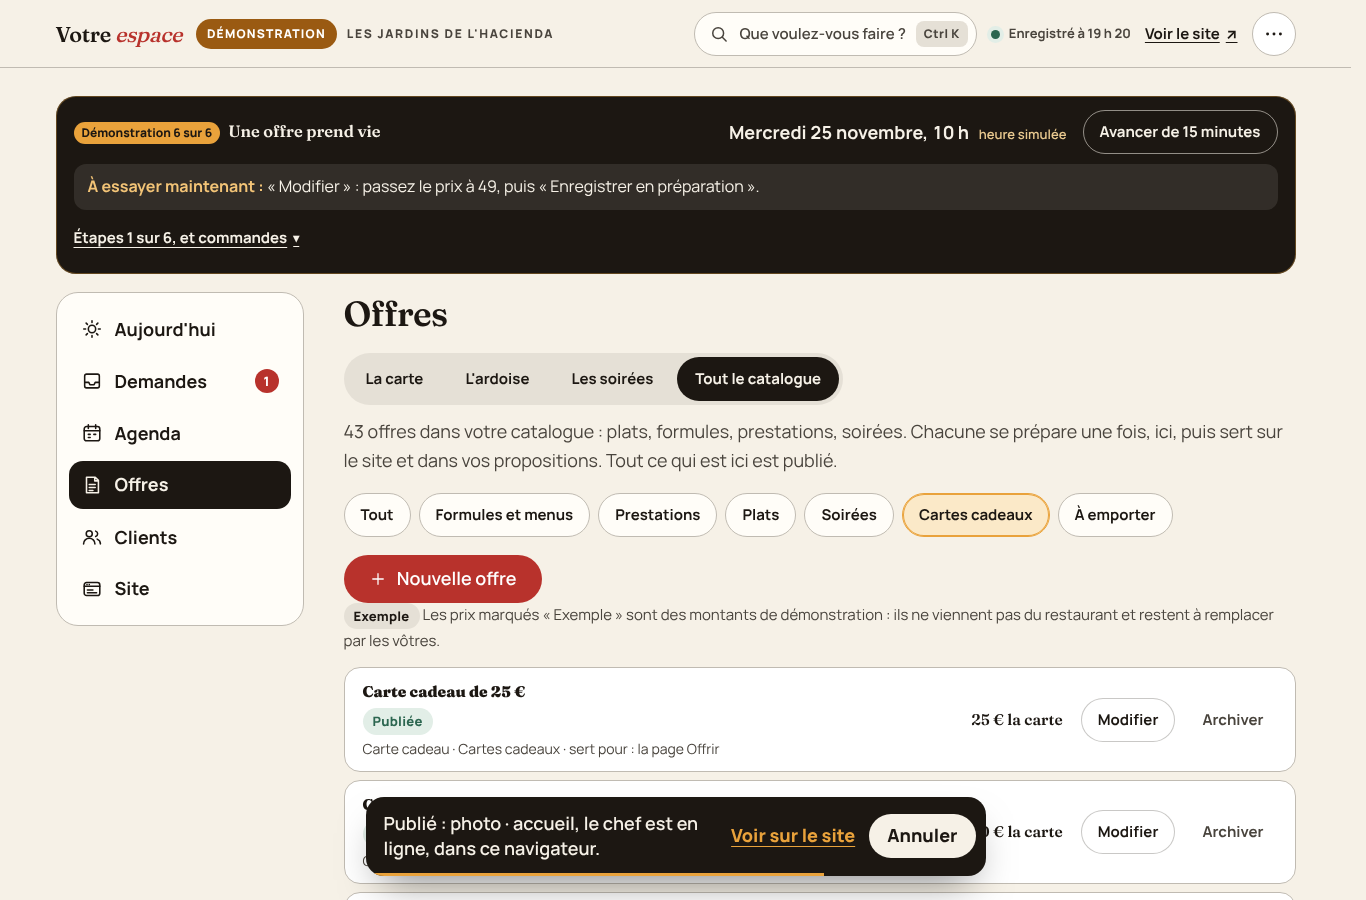 Votre espace DÉMONSTRATION LES JARDINS DE L'HACIENDA Que voulez-vous faire ? Ctrl K Enregistré à 19 h 20 Voir le site ↗ ...
Démonstration 6 sur 6 Une offre prend vie Mercredi 25 novembre, 10 h heure simulée Avancer de 15 minutes
À essayer maintenant : « Modifier » : passez le prix à 49, puis « Enregistrer en préparation ».
Étapes 1 sur 6, et commandes ▾
Aujourd'hui
Demandes 1
Agenda
Offres
Clients
Site
Offres
La carte L'ardoise Les soirées Tout le catalogue
43 offres dans votre catalogue : plats, formules, prestations, soirées. Chacune se prépare une fois, ici, puis sert sur
le site et dans vos propositions. Tout ce qui est ici est publié.
Tout Formules et menus Prestations Plats Soirées Cartes cadeaux À emporter
+ Nouvelle offre
Exemple Les prix marqués « Exemple » sont des montants de démonstration : ils ne viennent pas du restaurant et restent à remplacer
par les vôtres.
Carte cadeau de 25 €
Publiée
Carte cadeau · Cartes cadeaux · sert pour : la page Offrir
25 € la carte Modifier Archiver
€ la carte Modifier Archiver
Publié : photo · accueil, le chef est en
ligne, dans ce navigateur.
Voir sur le site Annuler